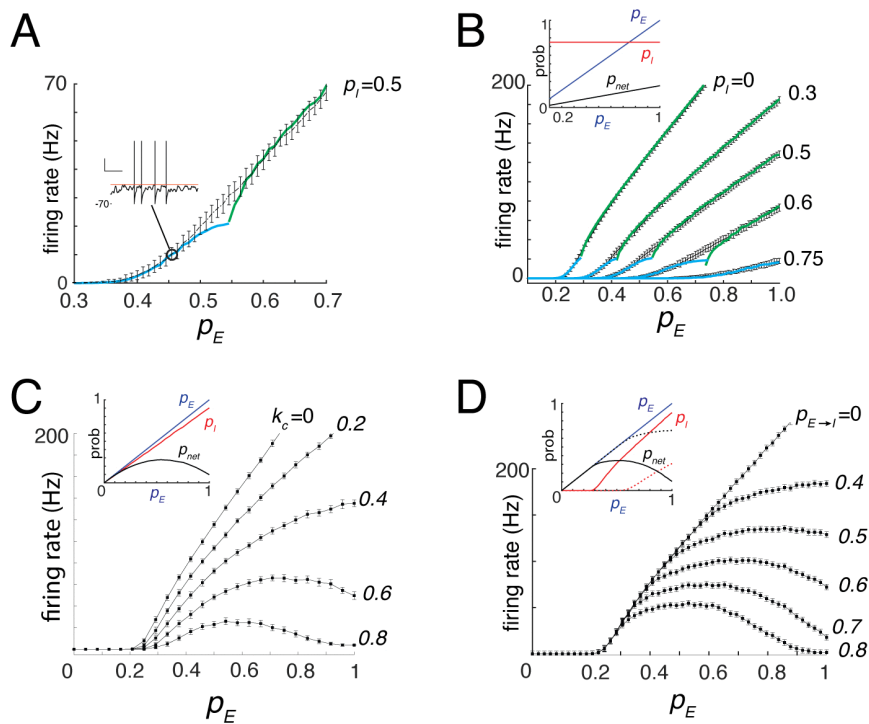 A
70
firing rate (Hz)
0
p_I=0.5
-70
0.3 0.4 0.5 0.6 0.7
p_E
B
1
prob
0
0.2 1
p_E
p_E
p_I
p_net
200
firing rate (Hz)
0
p_I=0
0.3
0.5
0.6
0.75
0.2 0.4 0.6 0.8 1.0
p_E
C
1
prob
0
0 1
p_E
p_E
p_I
p_net
200
firing rate (Hz)
k_c=0
0.2
0.4
0.6
0.8
0 0.2 0.4 0.6 0.8 1
p_E
D
1
prob
0
0 1
p_E
p_E
p_I
p_net
200
firing rate (Hz)
p_E→I=0
0.4
0.5
0.6
0.7
0.8
0 0.2 0.4 0.6 0.8 1
p_E